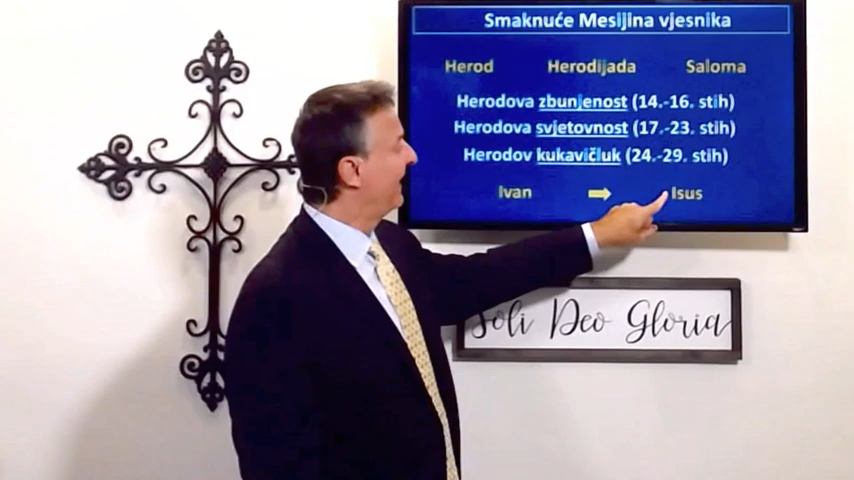 Smaknuće Mesijina vjesnika
Herod Herodijada Saloma
Herodova zbunjenost (14.-16. stih)
Herodova svjetovnost (17.-23. stih)
Herodov kukavičluk (24.-29. stih)
Ivan Isus
Soli Deo Gloria